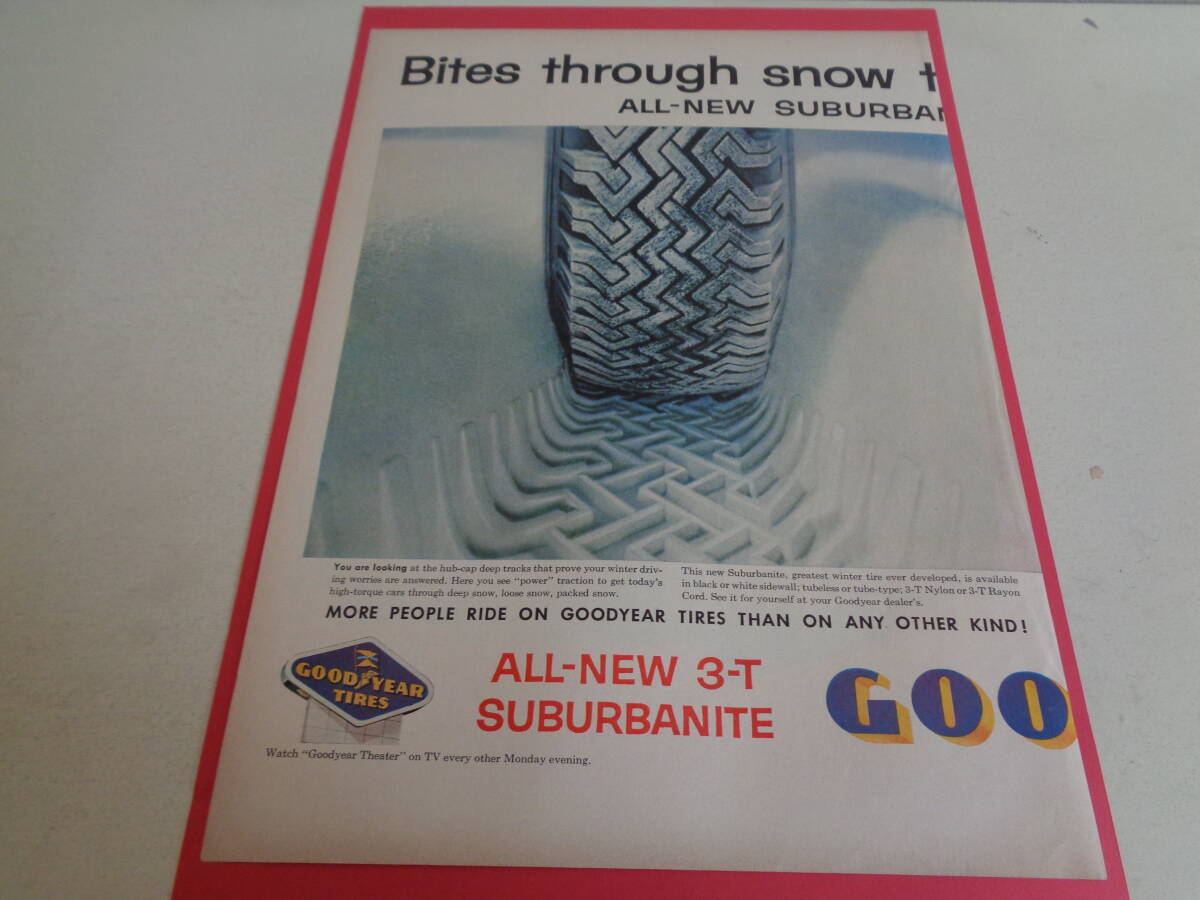 Bites through snow t
ALL-NEW SUBURBAN
You are looking at the hub-cap deep tracks that prove your winter driv-
ing worries are answered. Here you see "power" traction to get today's
high-torque cars through deep snow, loose snow, packed snow.
This new Suburbanite, greatest winter tire ever developed, is available
in black or white sidewall; tubeless or tube-type; 3-T Nylon or 3-T Rayon
Cord. See it for yourself at your Goodyear dealer's.
MORE PEOPLE RIDE ON GOODYEAR TIRES THAN ON ANY OTHER KIND!
GOODYEAR
TIRES
ALL-NEW 3-T
SUBURBANITE
GOO
Watch "Goodyear Theater" on TV every other Monday evening.